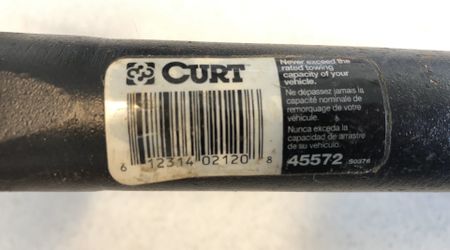 CURT
Never exceed the
rated towing
capacity of your
vehicle.
Ne dépassez jamais la
capacité nominale de
remorquage de votre
véhicule.
Nunca exceda la
capacidad de arrastre
de su vehículo.
6 12314 02120 8
45572 S0376